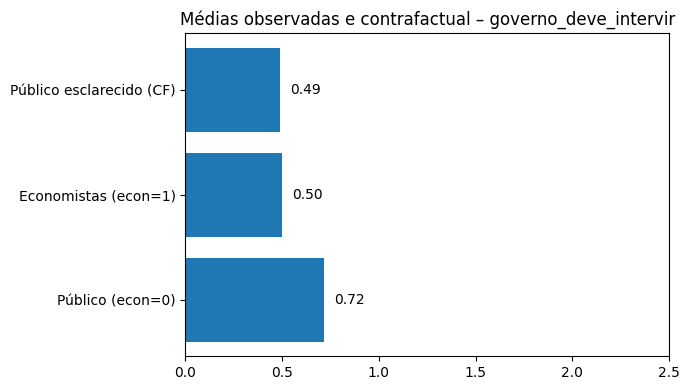 Médias observadas e contrafactual – governo_deve_intervir
Público esclarecido (CF)
0.49
Economistas (econ=1)
0.50
Público (econ=0)
0.72
0.0
0.5
1.0
1.5
2.0
2.5